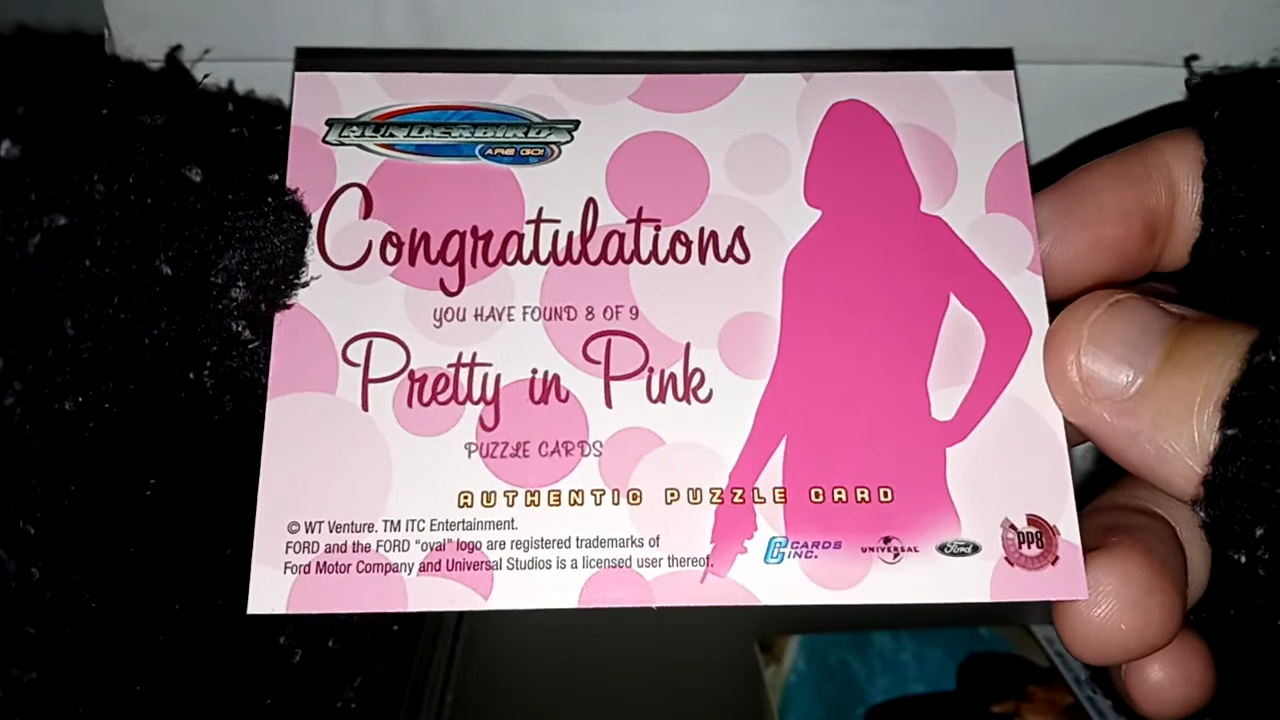 THUNDERBIRDS
ARE GO!
Congratulations
YOU HAVE FOUND 8 OF 9
Pretty in Pink
PUZZLE CARDS
AUTHENTIC PUZZLE CARD
© WT Venture. TM ITC Entertainment.
FORD and the FORD "oval" logo are registered trademarks of
Ford Motor Company and Universal Studios is a licensed user thereof.
CARDS INC.
UNIVERSAL
Ford
PP8